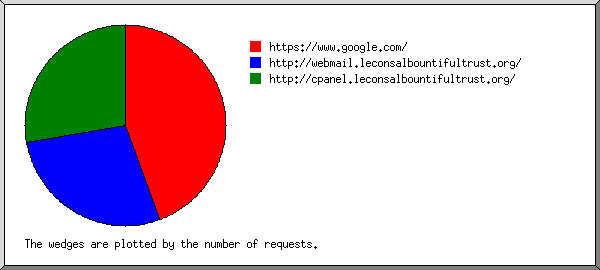 https://www.google.com/
http://webmail.leconsalbountifultrust.org/
http://cpanel.leconsalbountifultrust.org/
The wedges are plotted by the number of requests.